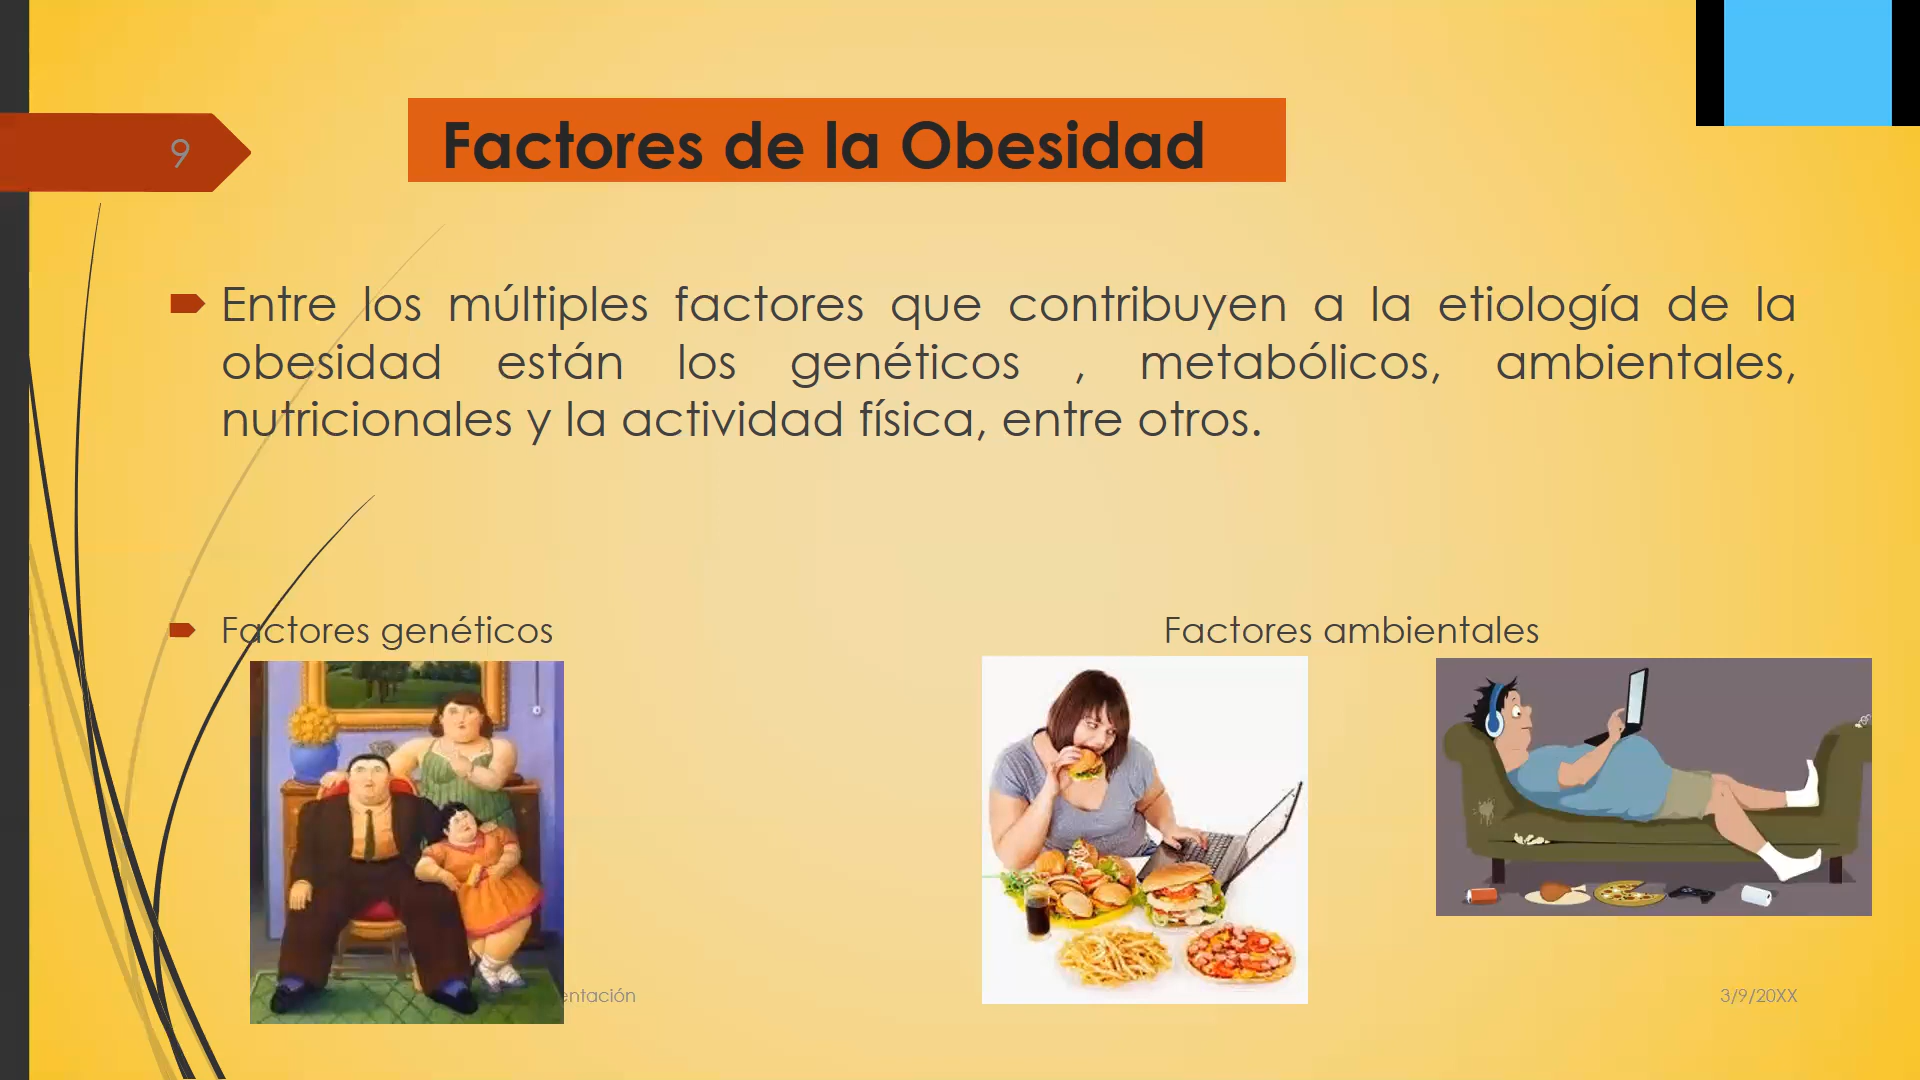 9
Factores de la Obesidad
Entre los múltiples factores que contribuyen a la etiología de la
obesidad están los genéticos , metabólicos, ambientales,
nutricionales y la actividad física, entre otros.
Factores genéticos
Factores ambientales
entación
3/9/20XX